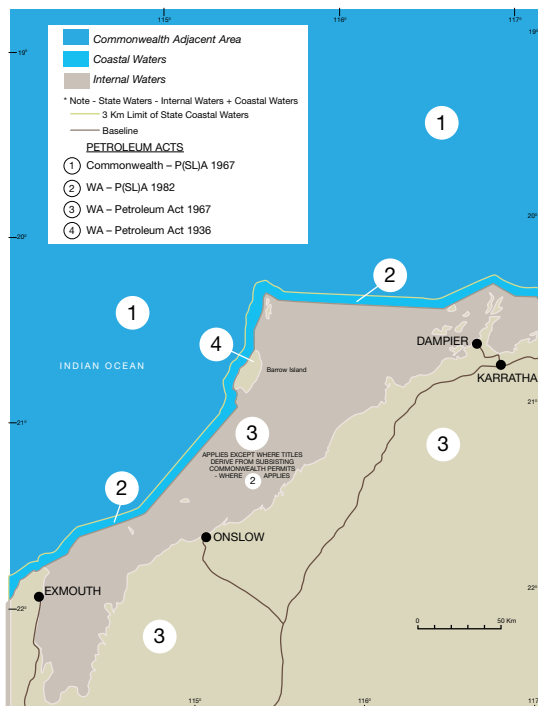 115°
116°
117°
19°
19°
Commonwealth Adjacent Area
Coastal Waters
Internal Waters
* Note - State Waters - Internal Waters + Coastal Waters
3 Km Limit of State Coastal Waters
Baseline
PETROLEUM ACTS
1 Commonwealth – P(SL)A 1967
2 WA – P(SL)A 1982
3 WA – Petroleum Act 1967
4 WA – Petroleum Act 1936
1
20°
20°
2
1
4
DAMPIER
INDIAN OCEAN
Barrow Island
KARRATHA
21°
21°
3
3
APPLIES EXCEPT WHERE TITLES
DERIVE FROM SUBSISTING
COMMONWEALTH PERMITS
- WHERE 2 APPLIES
2
ONSLOW
EXMOUTH
22°
22°
3
0 50 Km
115°
116°
117°